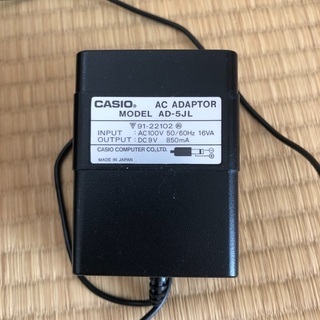 CASIO® AC ADAPTOR
MODEL AD-5JL
91-22102
INPUT : AC100V 50/60Hz 16VA
OUTPUT : DC9V 850mA
CASIO COMPUTER CO.,LTD.
MADE IN JAPAN